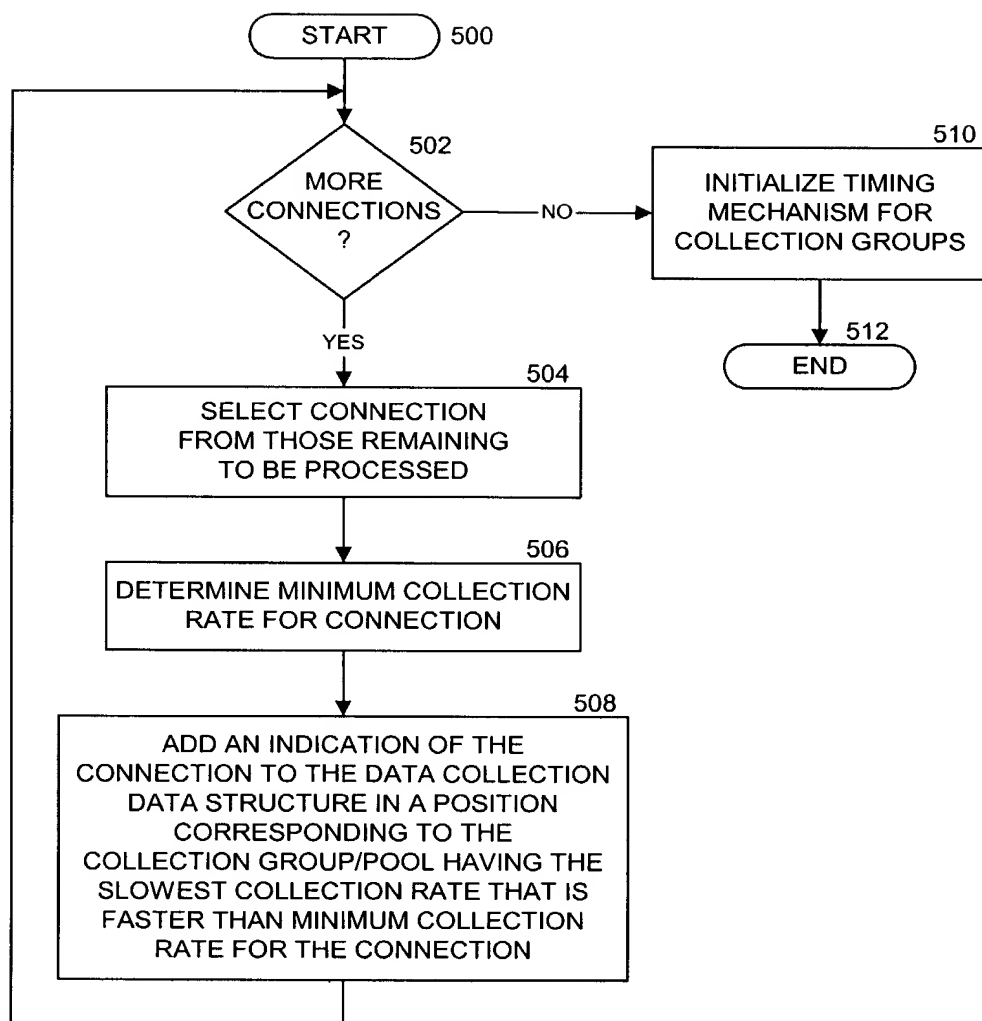 START
500
502
MORE
CONNECTIONS
?
NO
510
INITIALIZE TIMING
MECHANISM FOR
COLLECTION GROUPS
512
END
YES
504
SELECT CONNECTION
FROM THOSE REMAINING
TO BE PROCESSED
506
DETERMINE MINIMUM COLLECTION
RATE FOR CONNECTION
508
ADD AN INDICATION OF THE
CONNECTION TO THE DATA COLLECTION
DATA STRUCTURE IN A POSITION
CORRESPONDING TO THE
COLLECTION GROUP/POOL HAVING THE
SLOWEST COLLECTION RATE THAT IS
FASTER THAN MINIMUM COLLECTION
RATE FOR THE CONNECTION